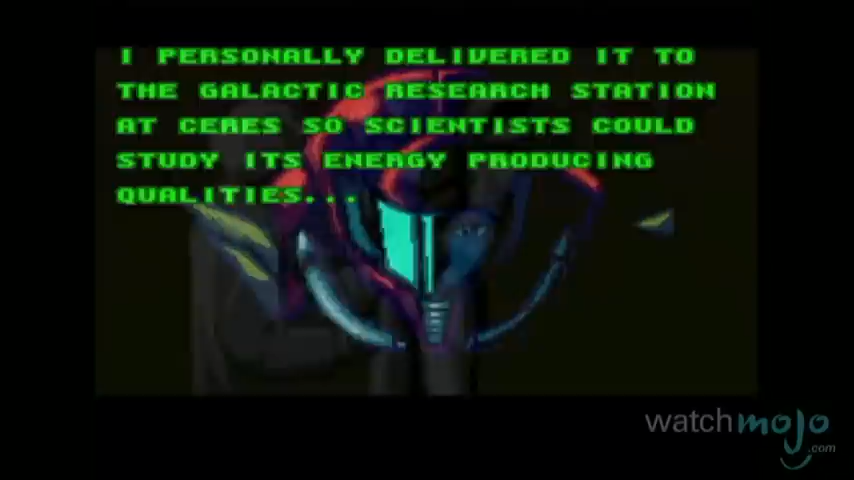 I PERSONALLY DELIVERED IT TO
THE GALACTIC RESEARCH STATION
AT CERES SO SCIENTISTS COULD
STUDY ITS ENERGY PRODUCING
QUALITIES...
watchmojo
.com